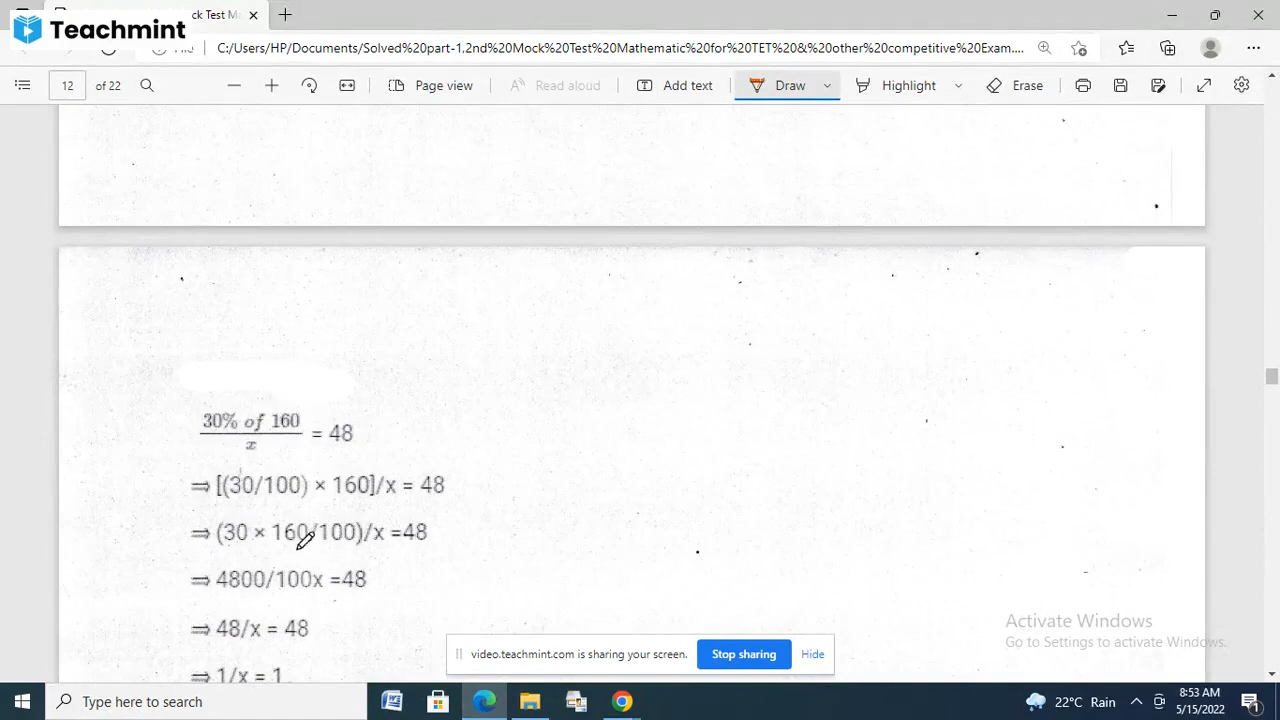 Teachmint
ck Test Ma
C:/Users/HP/Documents/Solved%20part-1,2nd%20Mock%20Test%20Mathematic%20for%20TET%20&%20other%20competitive%20Exam....
12 of 22
Page view
Read aloud
Add text
Draw
Highlight
Erase
30% of 160
x
= 48
⇒ [(30/100) × 160]/x = 48
⇒ (30 × 160/100)/x =48
⇒ 4800/100x =48
⇒ 48/x = 48
⇒ 1/x = 1
Activate Windows
Go to Settings to activate Windows.
video.teachmint.com is sharing your screen.
Stop sharing
Hide
Type here to search
22°C Rain
8:53 AM
5/15/2022
1